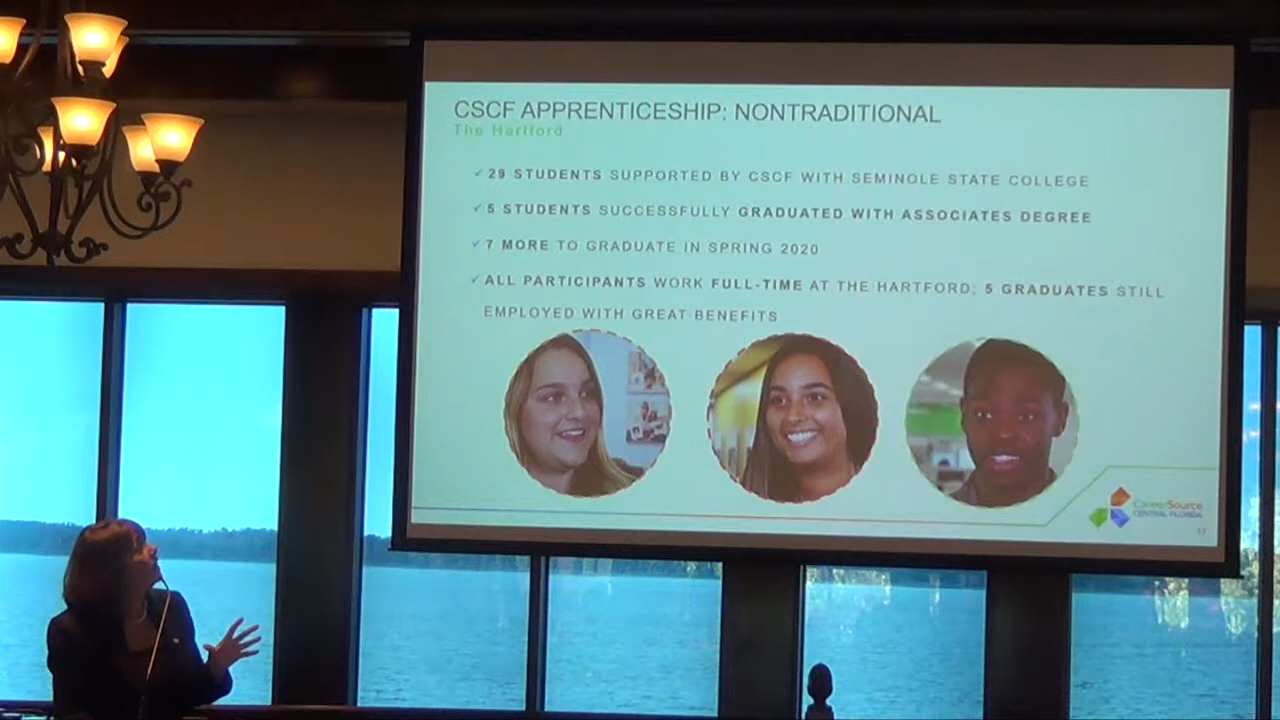 CSCF APPRENTICESHIP: NONTRADITIONAL
The Hartford
✓ 29 STUDENTS SUPPORTED BY CSCF WITH SEMINOLE STATE COLLEGE
✓ 5 STUDENTS SUCCESSFULLY GRADUATED WITH ASSOCIATES DEGREE
✓ 7 MORE TO GRADUATE IN SPRING 2020
✓ ALL PARTICIPANTS WORK FULL-TIME AT THE HARTFORD; 5 GRADUATES STILL
EMPLOYED WITH GREAT BENEFITS
CareerSource
CENTRAL FLORIDA